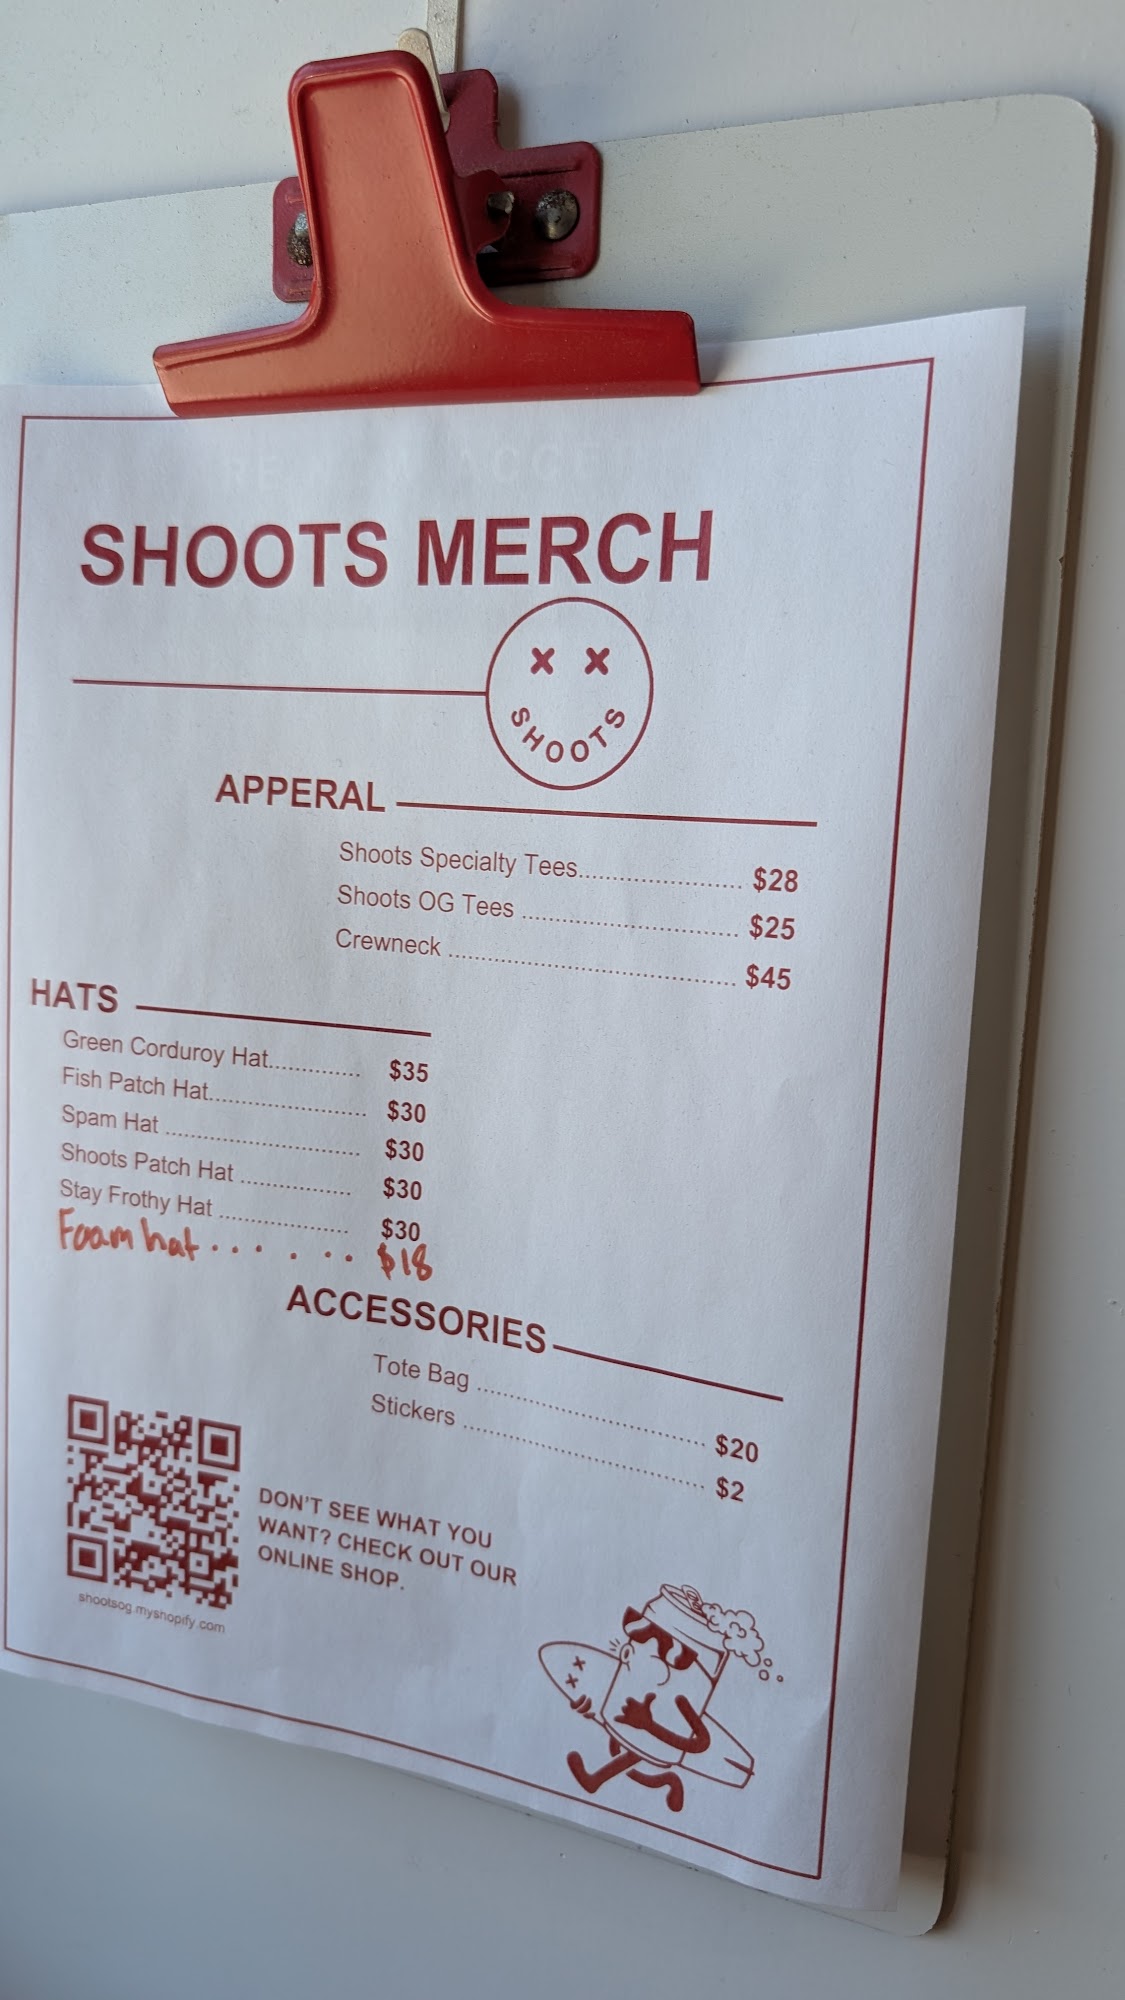 SHOOTS MERCH
SHOOTS
APPERAL
Shoots Specialty Tees...................... $28
Shoots OG Tees .............................. $25
Crewneck ........................................ $45
HATS
Green Corduroy Hat............. $35
Fish Patch Hat...................... $30
Spam Hat ........................... $30
Shoots Patch Hat ................ $30
Stay Frothy Hat .................. $30
Foam hat . . . . . . . $18
ACCESSORIES
Tote Bag ................................ $20
Stickers .................................. $2
DON'T SEE WHAT YOU
WANT? CHECK OUT OUR
ONLINE SHOP.
shootsog.myshopify.com